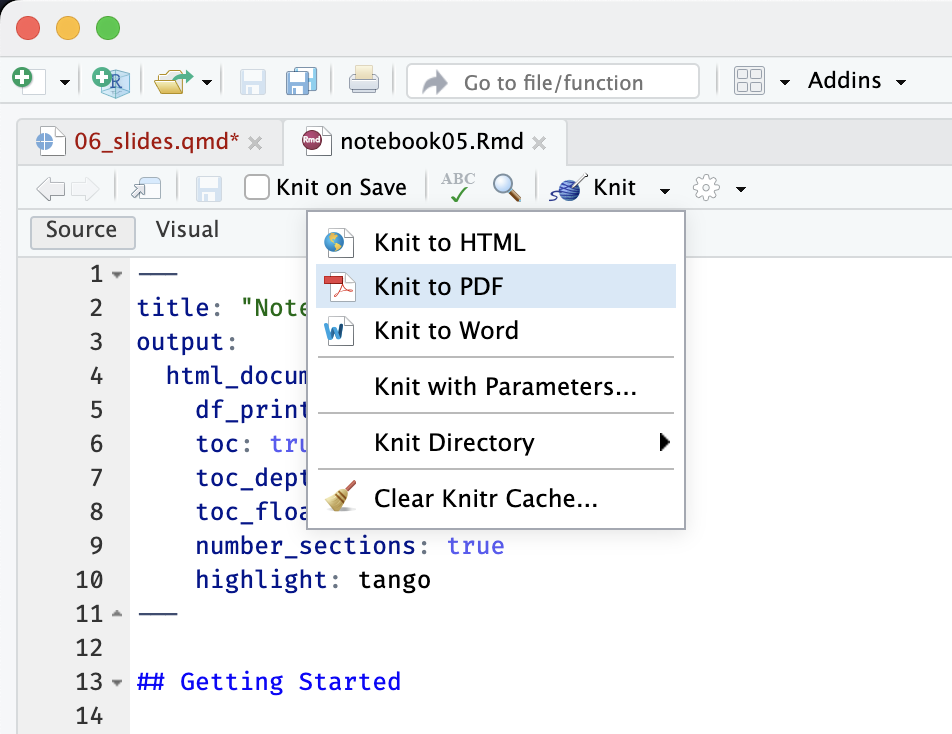 R
Go to file/function
Addins
06_slides.qmd*
Rmd
notebook05.Rmd
Knit on Save
ABC
Knit
Source
Visual
Knit to HTML
Knit to PDF
W
Knit to Word
Knit with Parameters...
Knit Directory
Clear Knitr Cache...
1 ---
2 title: "Note
3 output:
4 html_docum
5 df_print
6 toc: tru
7 toc_dept
8 toc_floa
9 number_sections: true
10 highlight: tango
11 ---
12
13 ## Getting Started
14